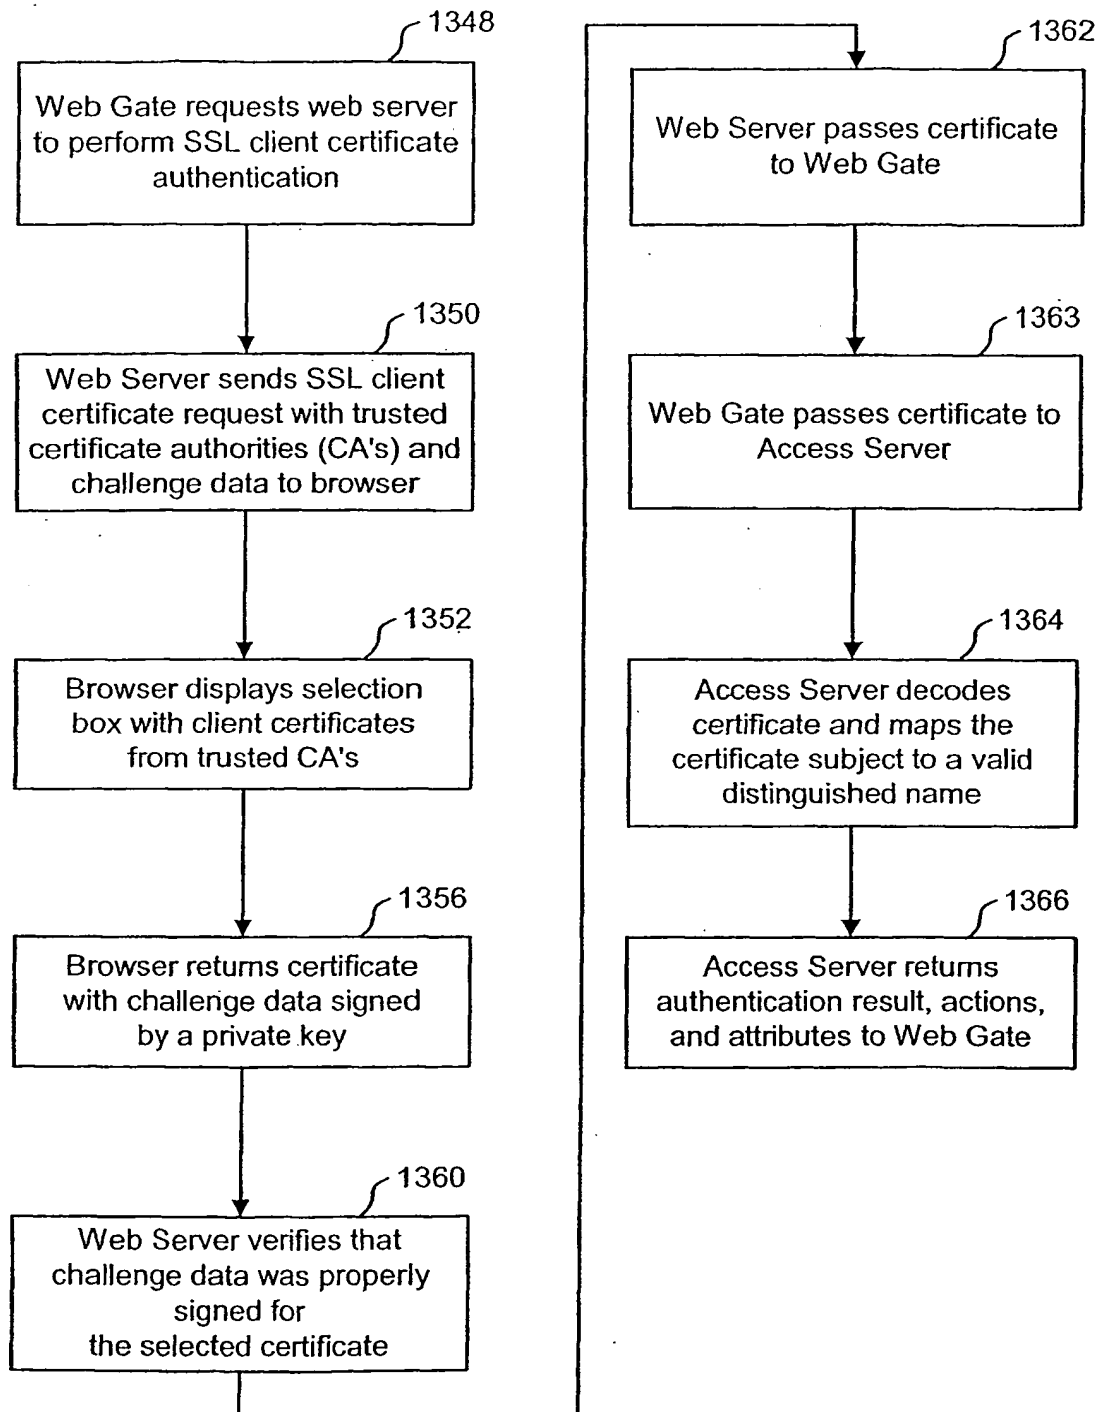 1348
Web Gate requests web server
to perform SSL client certificate
authentication
1350
Web Server sends SSL client
certificate request with trusted
certificate authorities (CA's) and
challenge data to browser
1352
Browser displays selection
box with client certificates
from trusted CA's
1356
Browser returns certificate
with challenge data signed
by a private key
1360
Web Server verifies that
challenge data was properly
signed for
the selected certificate
1362
Web Server passes certificate
to Web Gate
1363
Web Gate passes certificate to
Access Server
1364
Access Server decodes
certificate and maps the
certificate subject to a valid
distinguished name
1366
Access Server returns
authentication result, actions,
and attributes to Web Gate